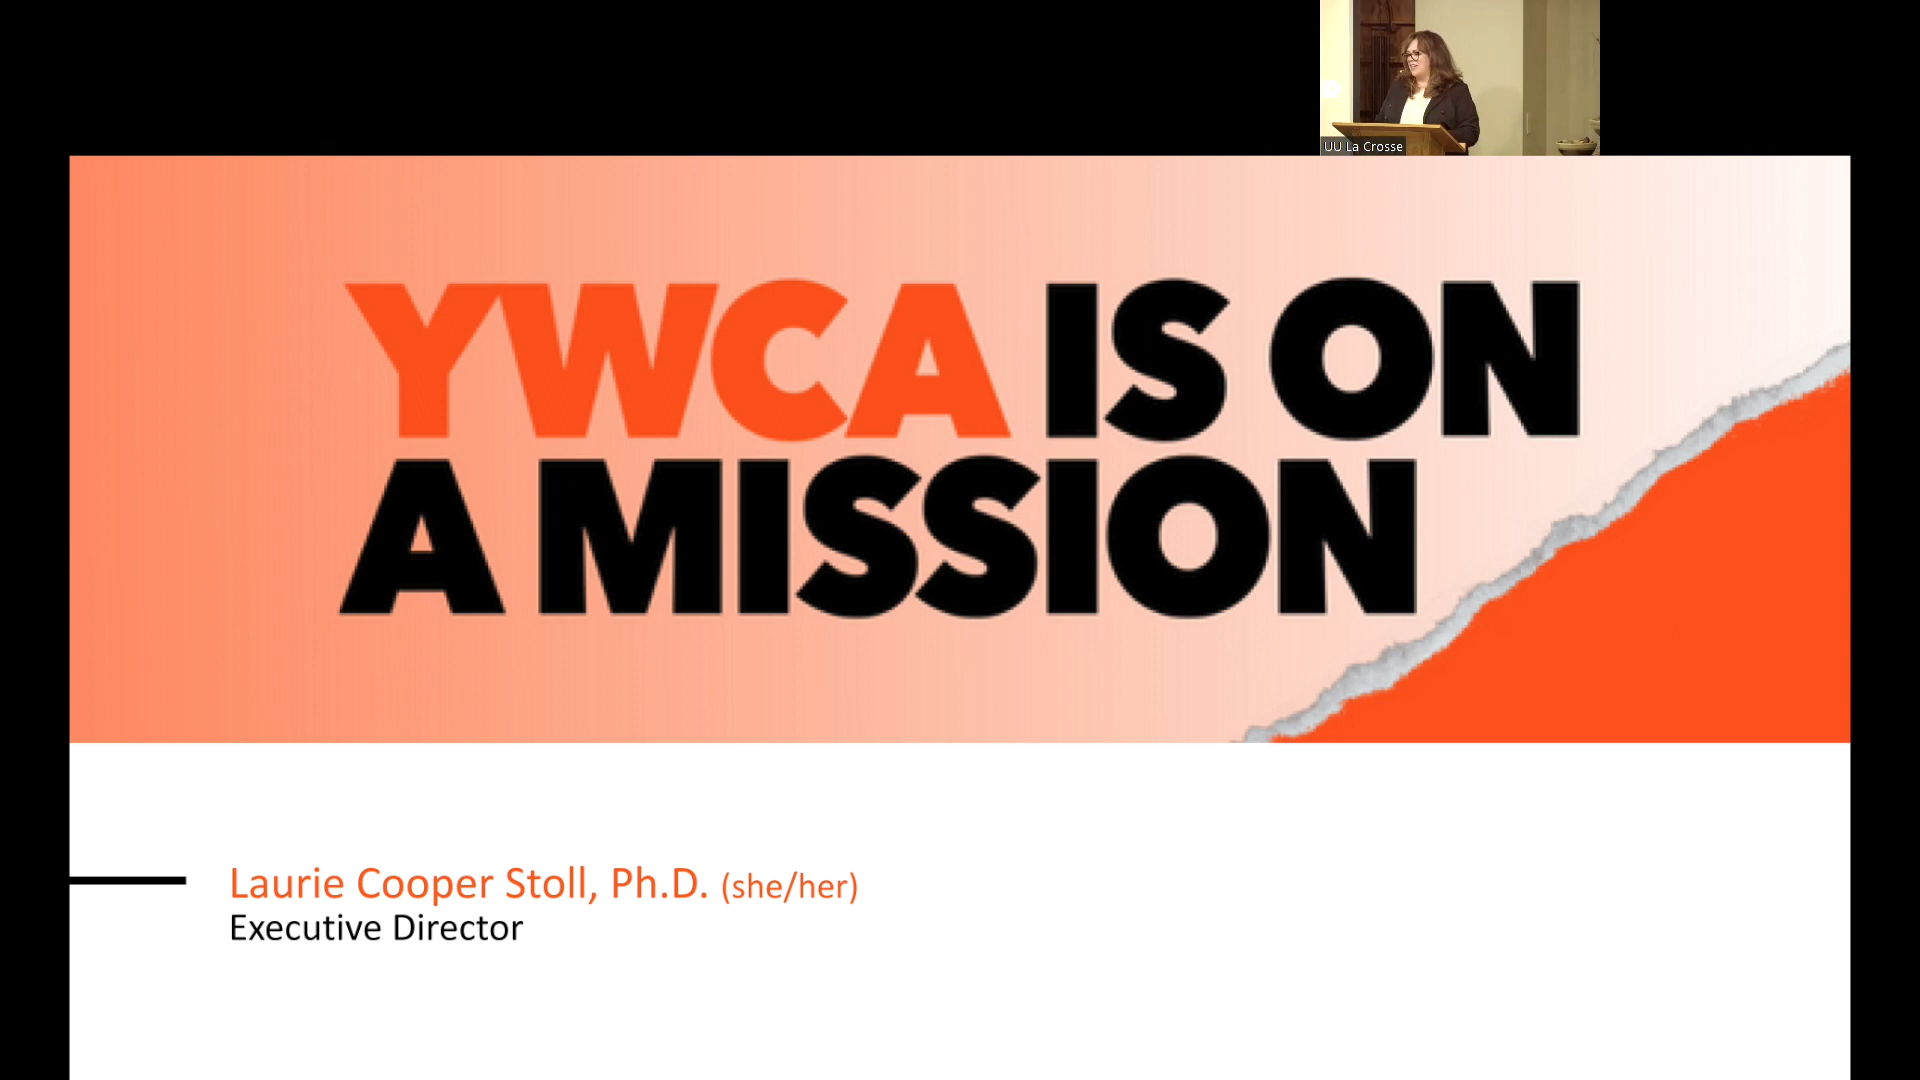 UU La Crosse
YWCA IS ON
A MISSION
Laurie Cooper Stoll, Ph.D. (she/her)
Executive Director